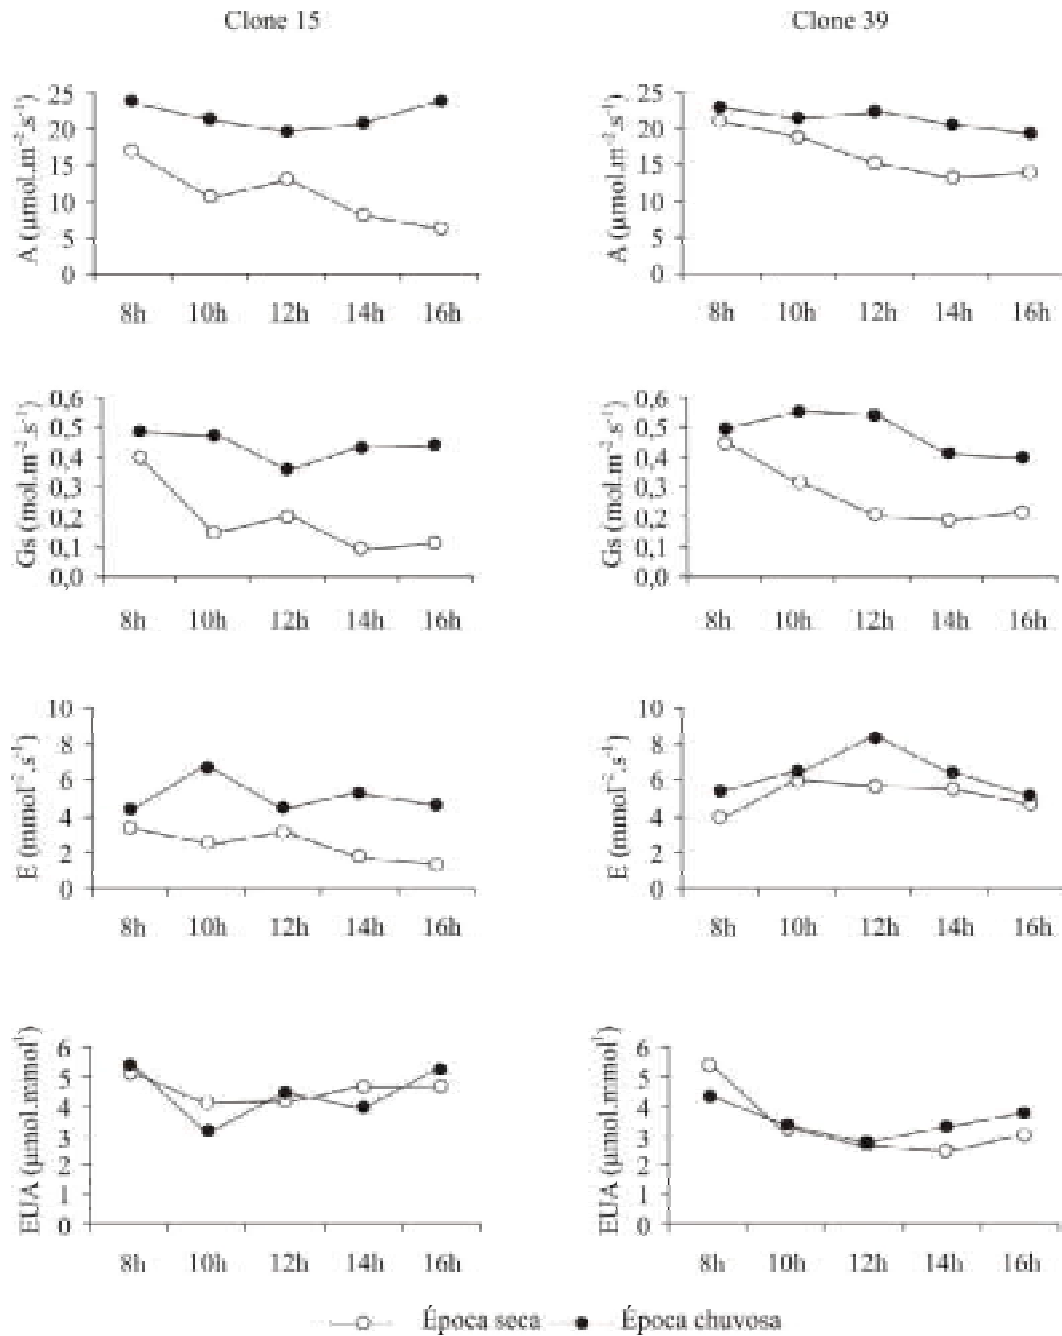 Clone 15
Clone 39
A (µmol.m⁻².s⁻¹)
25
20
15
10
5
0
8h 10h 12h 14h 16h
A (µmol.m⁻².s⁻¹)
25
20
15
10
5
0
8h 10h 12h 14h 16h
Gs (mol.m⁻².s⁻¹)
0,6
0,5
0,4
0,3
0,2
0,1
0,0
8h 10h 12h 14h 16h
Gs (mol.m⁻².s⁻¹)
0,6
0,5
0,4
0,3
0,2
0,1
0,0
8h 10h 12h 14h 16h
E (mmol⁻².s⁻¹)
10
8
6
4
2
0
8h 10h 12h 14h 16h
E (mmol⁻².s⁻¹)
10
8
6
4
2
0
8h 10h 12h 14h 16h
EUA (µmol.mmol¹)
6
5
4
3
2
1
0
8h 10h 12h 14h 16h
EUA (µmol.mmol¹)
6
5
4
3
2
1
0
8h 10h 12h 14h 16h
Época seca Época chuvosa